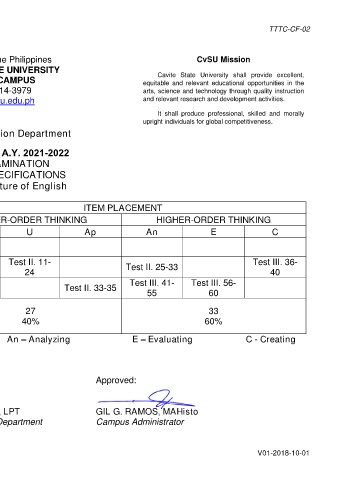 TTTC-CF-02
ne Philippines
E UNIVERSITY
CAMPUS
14-3979
u.edu.ph
CvSU Mission
Cavite State University shall provide excellent,
equitable and relevant educational opportunities in the
arts, science and technology through quality instruction
and relevant research and development activities.
It shall produce professional, skilled and morally
upright individuals for global competitiveness.
ion Department
A.Y. 2021-2022
AMINATION
PECIFICATIONS
ture of English
ITEM PLACEMENT
R-ORDER THINKING HIGHER-ORDER THINKING
U Ap An E C
Test II. 11-24 Test II. 25-33 Test III. 36-40
Test II. 33-35 Test III. 41-55 Test III. 56-60
27 33
40% 60%
An – Analyzing E – Evaluating C - Creating
Approved:
, LPT GIL G. RAMOS, MAHisto
Department Campus Administrator
V01-2018-10-01